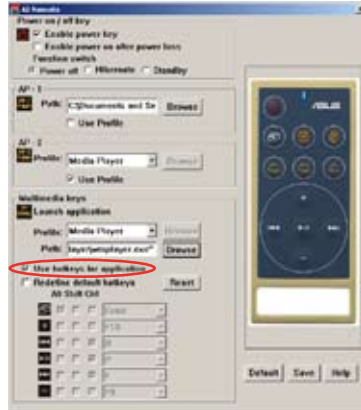 AI Remote
Power on / off key
Enable power key
Enable power on after power loss
Function switch
Power off Hibernate Standby
AP - 1
Path: C:\Documents and Se Browse
Use Profile
AP - 2
Profile: Media Player Browse
Use Profile
Multimedia keys
Launch application
Profile: Media Player Browse
Path: Browse
Use hotkeys for application
Redefine default hotkeys Reset
Alt Shift Ctrl
ASUS
Default Save Help